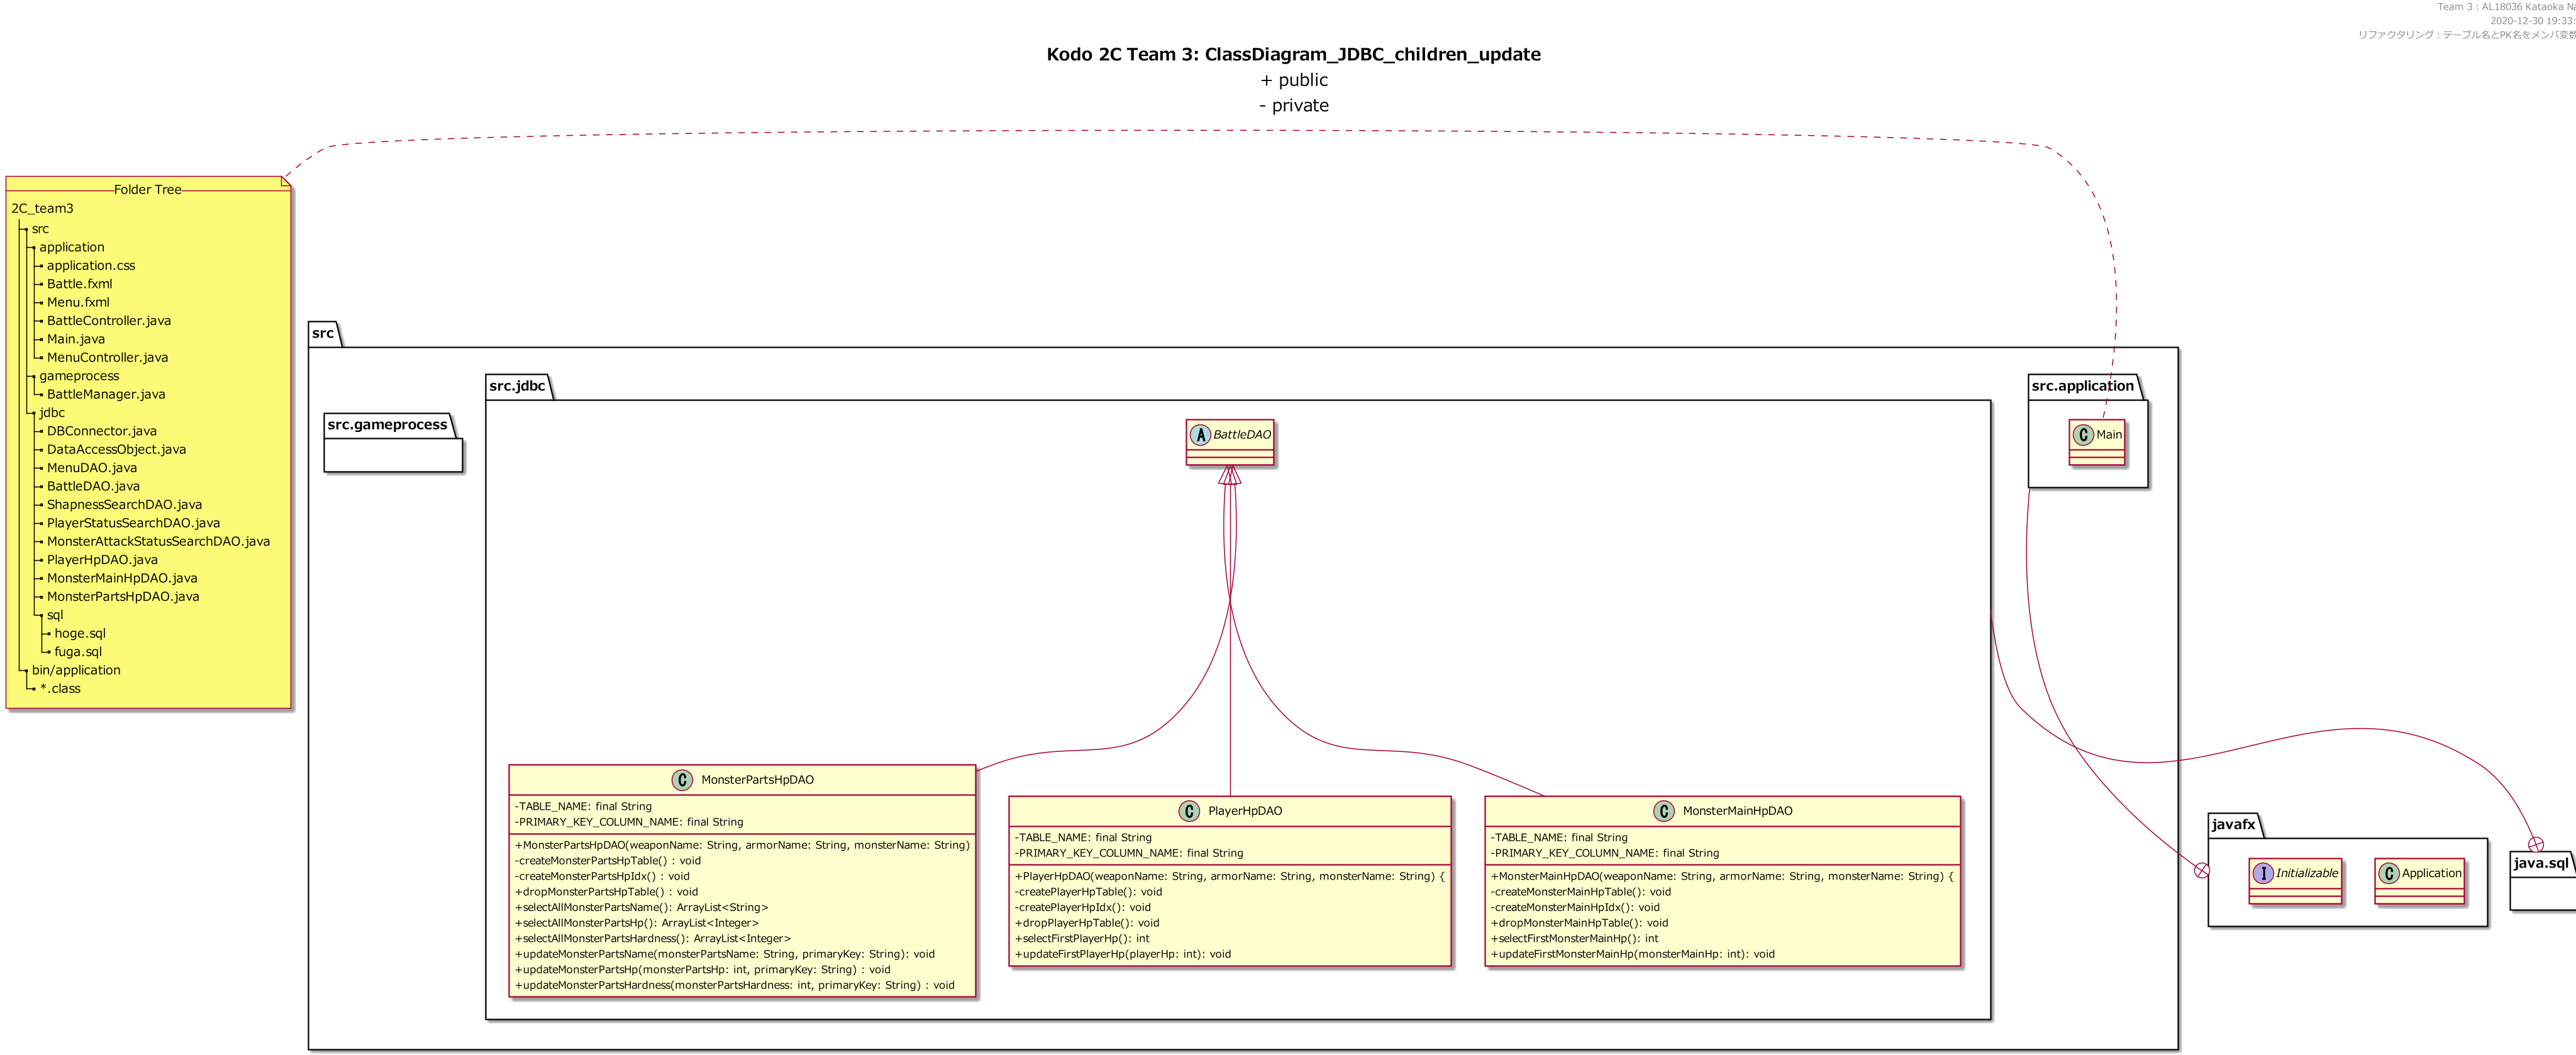 Team 3 : AL18036 Kataoka Na
2020-12-30 19:33:
リファクタリング : テーブル名とPK名をメンバ変数
Kodo 2C Team 3: ClassDiagram_JDBC_children_update
+ public
- private
Folder Tree
2C_team3
src
application
application.css
Battle.fxml
Menu.fxml
BattleController.java
Main.java
MenuController.java
gameprocess
BattleManager.java
jdbc
DBConnector.java
DataAccessObject.java
MenuDAO.java
BattleDAO.java
ShapnessSearchDAO.java
PlayerStatusSearchDAO.java
MonsterAttackStatusSearchDAO.java
PlayerHpDAO.java
MonsterMainHpDAO.java
MonsterPartsHpDAO.java
sql
hoge.sql
fuga.sql
bin/application
*.class
src
src.gameprocess
src.jdbc
A BattleDAO
src.application
C Main
C MonsterPartsHpDAO
-TABLE_NAME: final String
-PRIMARY_KEY_COLUMN_NAME: final String
+MonsterPartsHpDAO(weaponName: String, armorName: String, monsterName: String)
-createMonsterPartsHpTable() : void
-createMonsterPartsHpIdx() : void
+dropMonsterPartsHpTable() : void
+selectAllMonsterPartsName(): ArrayList<String>
+selectAllMonsterPartsHp(): ArrayList<Integer>
+selectAllMonsterPartsHardness(): ArrayList<Integer>
+updateMonsterPartsName(monsterPartsName: String, primaryKey: String): void
+updateMonsterPartsHp(monsterPartsHp: int, primaryKey: String) : void
+updateMonsterPartsHardness(monsterPartsHardness: int, primaryKey: String) : void
C PlayerHpDAO
-TABLE_NAME: final String
-PRIMARY_KEY_COLUMN_NAME: final String
+PlayerHpDAO(weaponName: String, armorName: String, monsterName: String) {
-createPlayerHpTable(): void
-createPlayerHpIdx(): void
+dropPlayerHpTable(): void
+selectFirstPlayerHp(): int
+updateFirstPlayerHp(playerHp: int): void
C MonsterMainHpDAO
-TABLE_NAME: final String
-PRIMARY_KEY_COLUMN_NAME: final String
+MonsterMainHpDAO(weaponName: String, armorName: String, monsterName: String) {
-createMonsterMainHpTable(): void
-createMonsterMainHpIdx(): void
+dropMonsterMainHpTable(): void
+selectFirstMonsterMainHp(): int
+updateFirstMonsterMainHp(monsterMainHp: int): void
javafx
I Initializable
C Application
java.sql